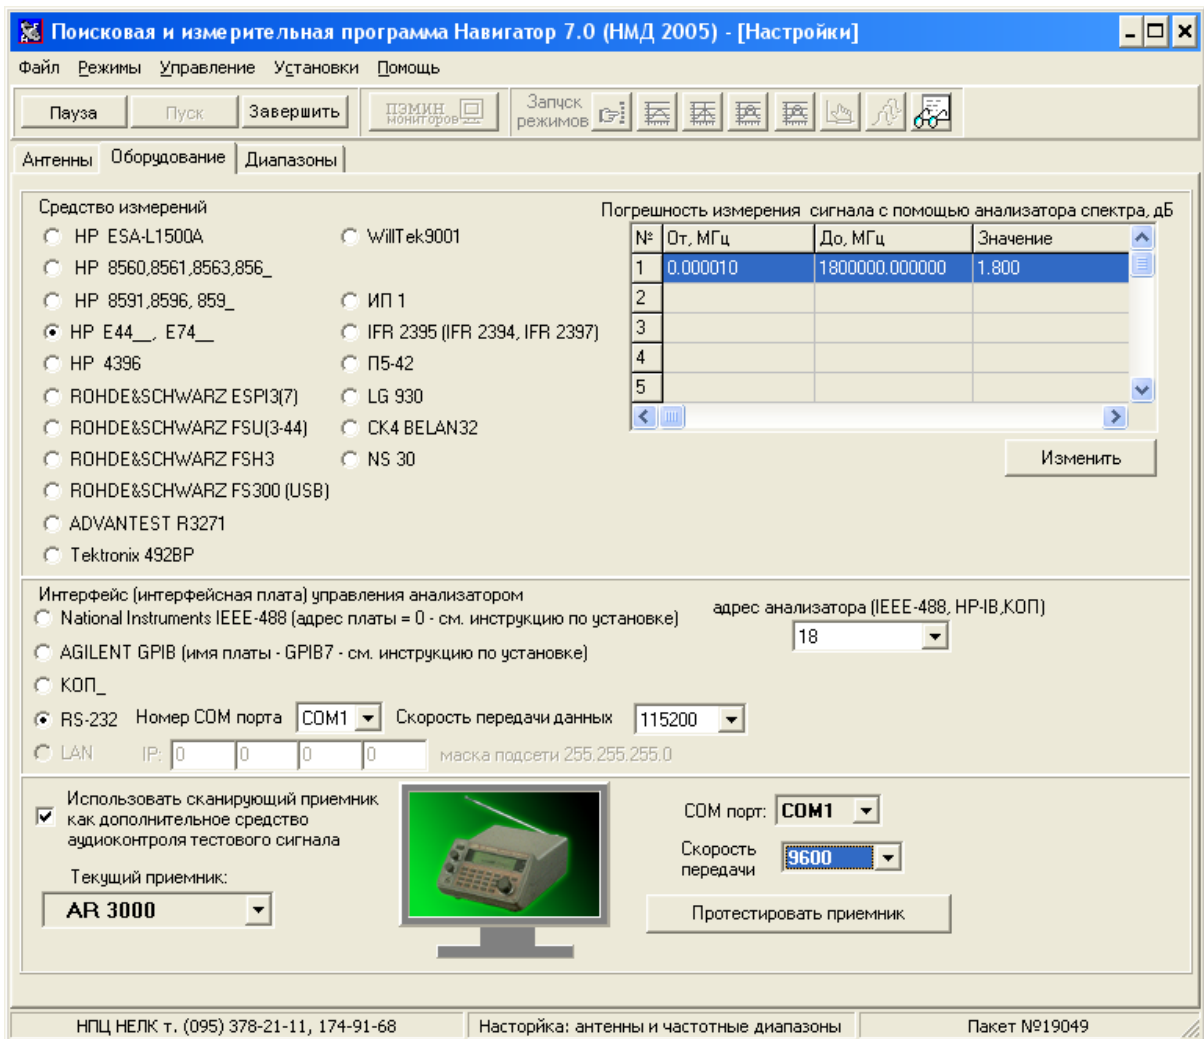 Поисковая и измерительная программа Навигатор 7.0 (НМД 2005) - [Настройки]
Файл Режимы Управление Установки Помощь
Пауза Пуск Завершить ПЭМИН мониторов Запуск режимов
Антенны Оборудование Диапазоны
Средство измерений
HP ESA-L1500A
HP 8560,8561,8563,856_
HP 8591,8596, 859_
HP E44__, E74__
HP 4396
ROHDE&SCHWARZ ESPI3(7)
ROHDE&SCHWARZ FSU(3-44)
ROHDE&SCHWARZ FSH3
ROHDE&SCHWARZ FS300 (USB)
ADVANTEST R3271
Tektronix 492BP
WillTek9001
ИП 1
IFR 2395 (IFR 2394, IFR 2397)
П5-42
LG 930
СК4 BELAN32
NS 30
Погрешность измерения сигнала с помощью анализатора спектра, дБ
№ От, МГц До, МГц Значение
1 0.000010 1800000.000000 1.800
2
3
4
5
Изменить
Интерфейс (интерфейсная плата) управления анализатором
National Instruments IEEE-488 (адрес платы = 0 - см. инструкцию по установке)
AGILENT GPIB (имя платы - GPIB7 - см. инструкцию по установке)
КОП_
RS-232 Номер COM порта COM1 Скорость передачи данных 115200
LAN IP: 0 0 0 0 маска подсети 255.255.255.0
адрес анализатора (IEEE-488, HP-IB,КОП)
18
Использовать сканирующий приемник
как дополнительное средство
аудиоконтроля тестового сигнала
Текущий приемник:
AR 3000
COM порт: COM1
Скорость
передачи
9600
Протестировать приемник
НПЦ НЕЛК т. (095) 378-21-11, 174-91-68
Насторйка: антенны и частотные диапазоны
Пакет №19049